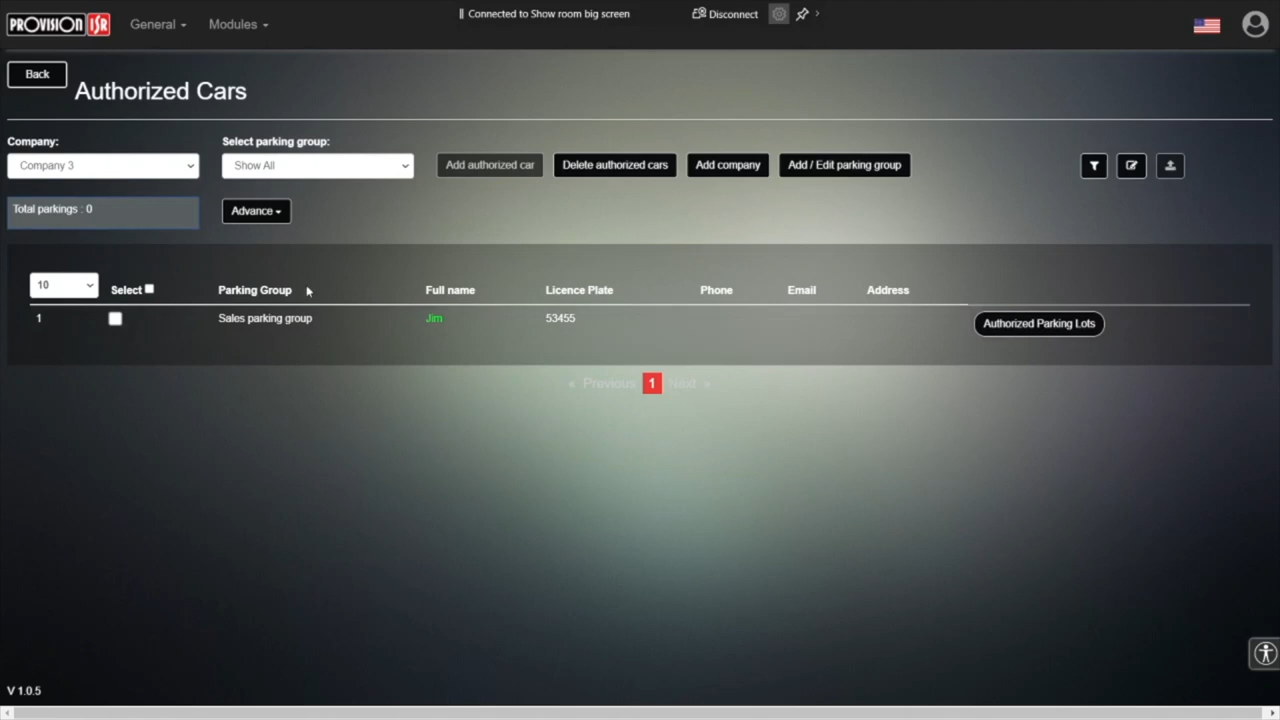 PROVISION ISR
General
Modules
Connected to Show room big screen
Disconnect
Back
Authorized Cars
Company:
Select parking group:
Company 3
Show All
Add authorized car
Delete authorized cars
Add company
Add / Edit parking group
Total parkings : 0
Advance
10
Select
Parking Group
Full name
Licence Plate
Phone
Email
Address
1
Sales parking group
Jim
53455
Authorized Parking Lots
« Previous 1 Next »
V 1.0.5